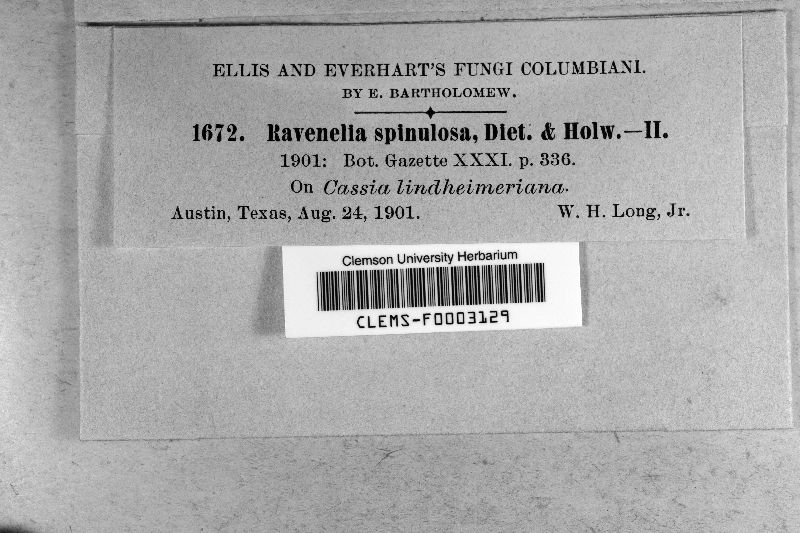 ELLIS AND EVERHART'S FUNGI COLUMBIANI.
BY E. BARTHOLOMEW.
1672. Ravenelia spinulosa, Diet. & Holw.—II.
1901: Bot. Gazette XXXI. p. 336.
On Cassia lindheimeriana.
Austin, Texas, Aug. 24, 1901. W. H. Long, Jr.
Clemson University Herbarium
CLEMS-F0003129